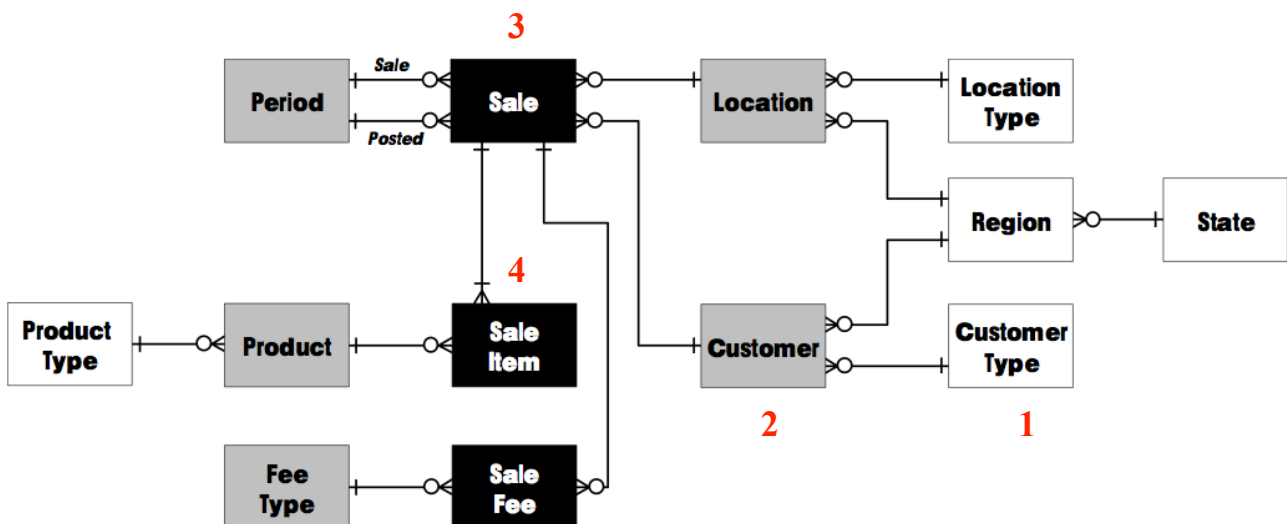 3
Sale
Period
Sale
Location
Location
Type
Posted
Region
State
4
Product
Type
Product
Sale
Item
Customer
Customer
Type
2
1
Fee
Type
Sale
Fee